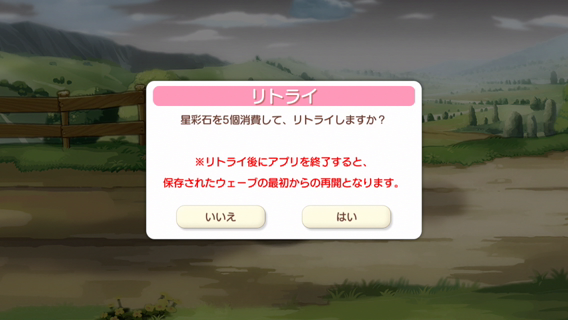 リトライ
星彩石を5個消費して、リトライしますか？
※リトライ後にアプリを終了すると、
保存されたウェーブの最初からの再開となります。
いいえ
はい